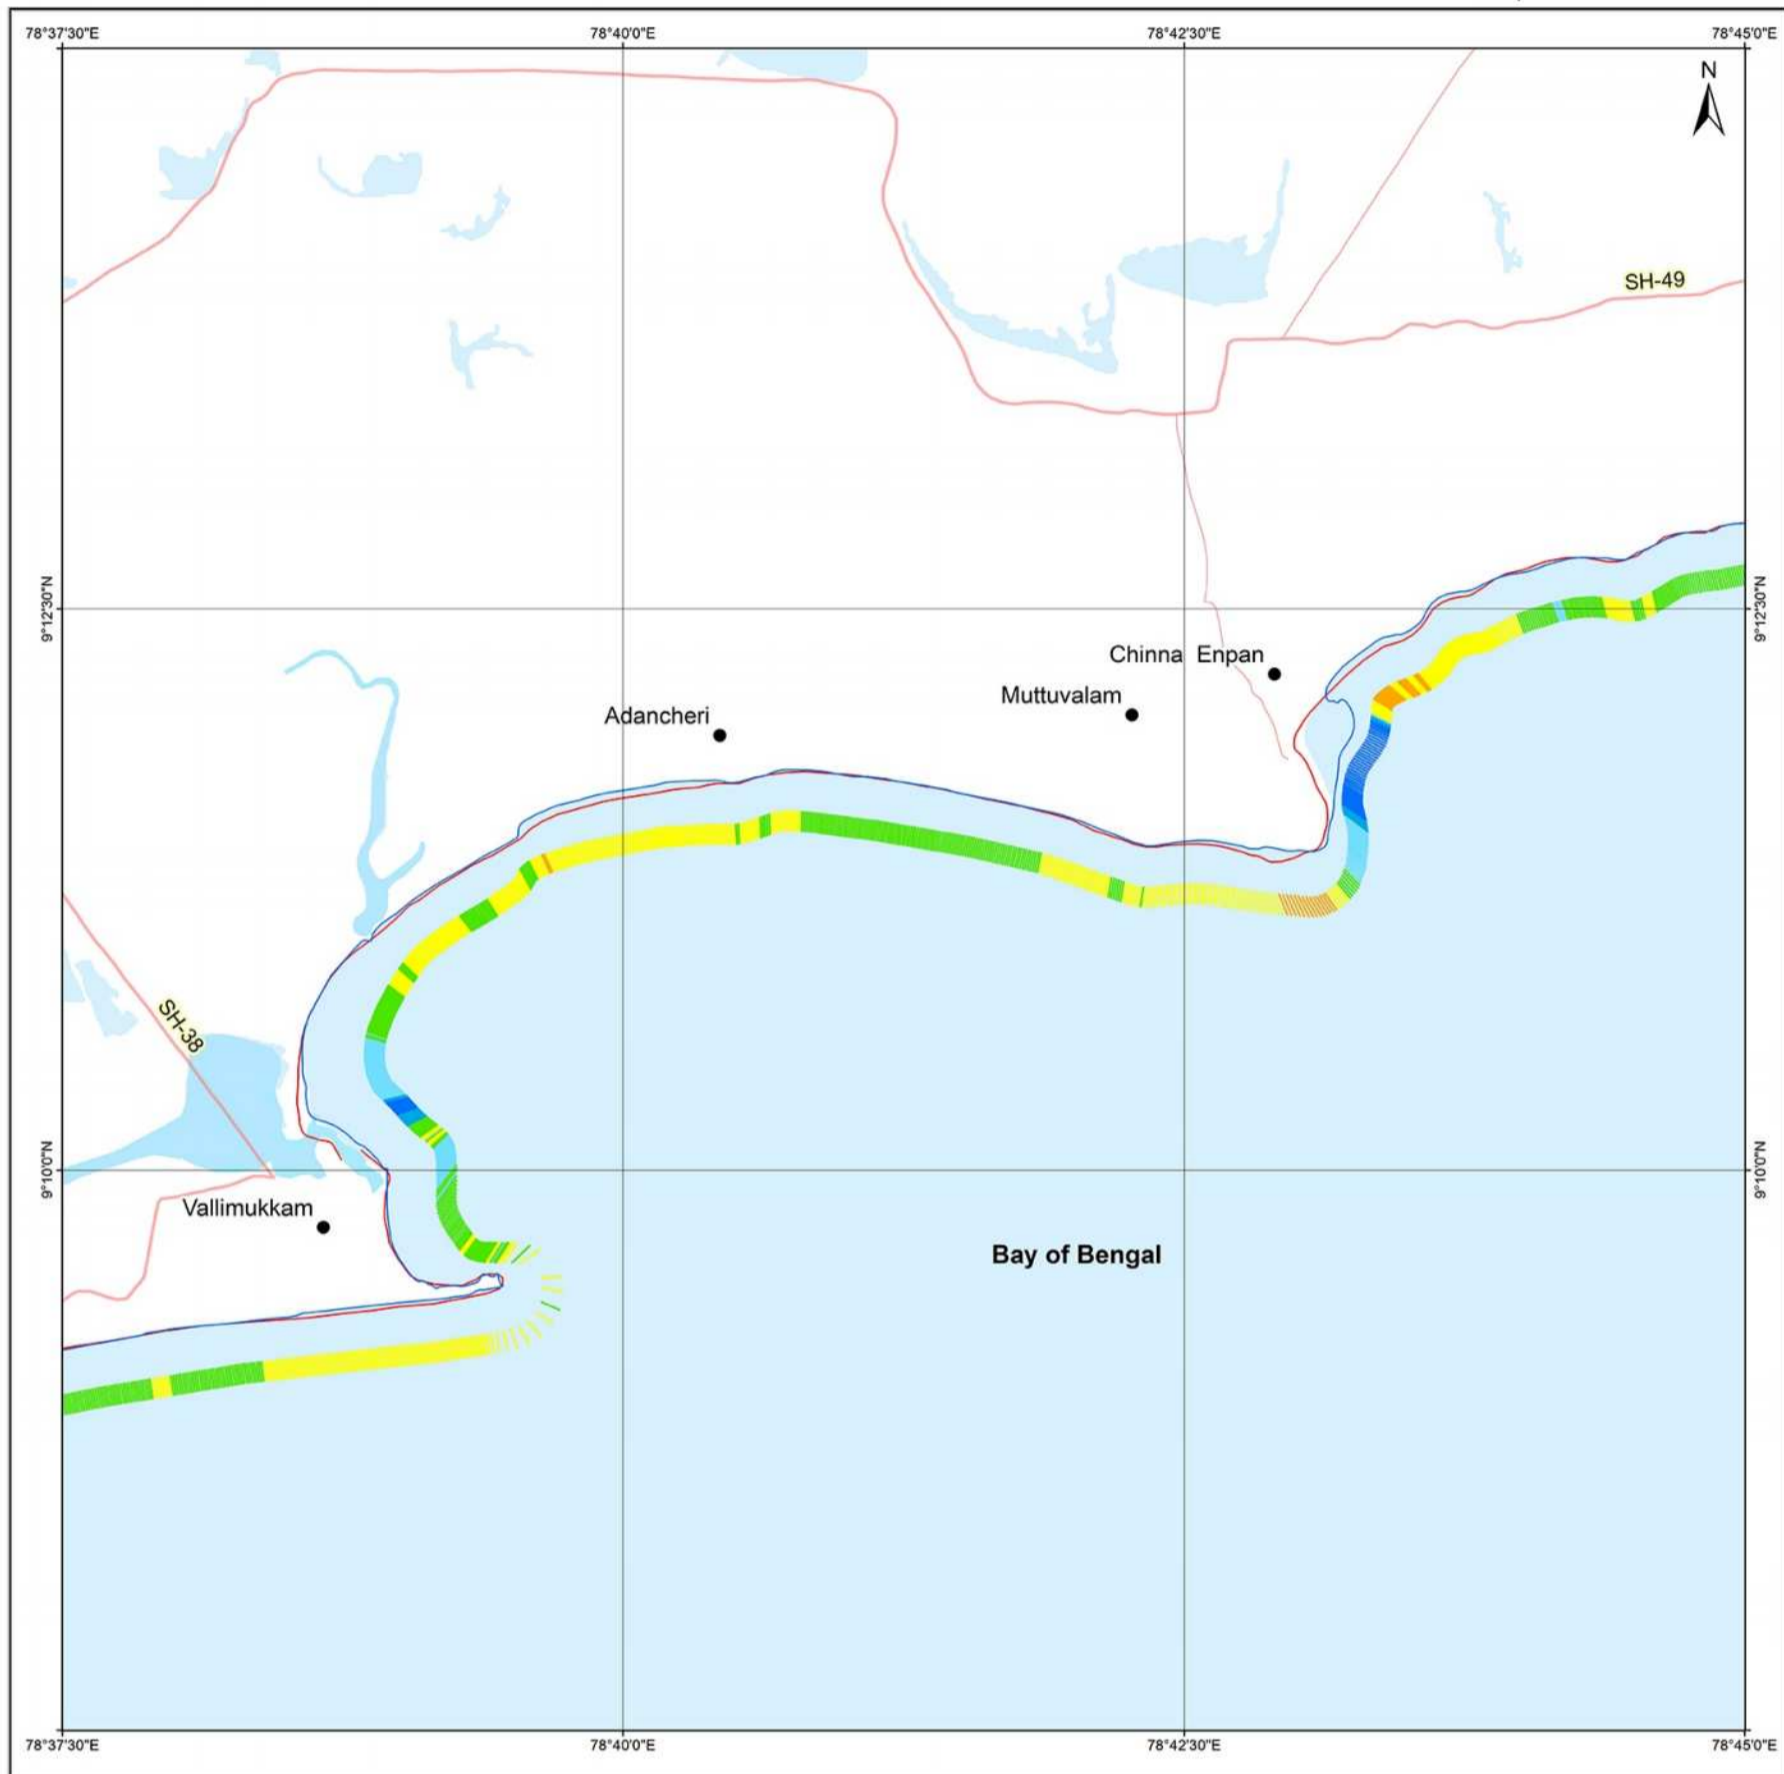 78°37'30"E
78°40'0"E
78°42'30"E
78°45'0"E
N
SH-49
9°12'30"N
9°12'30"N
Chinna Enpan
Muttuvalam
Adancheri
SH-38
9°10'0"N
9°10'0"N
Vallimukkam
Bay of Bengal
78°37'30"E
78°40'0"E
78°42'30"E
78°45'0"E